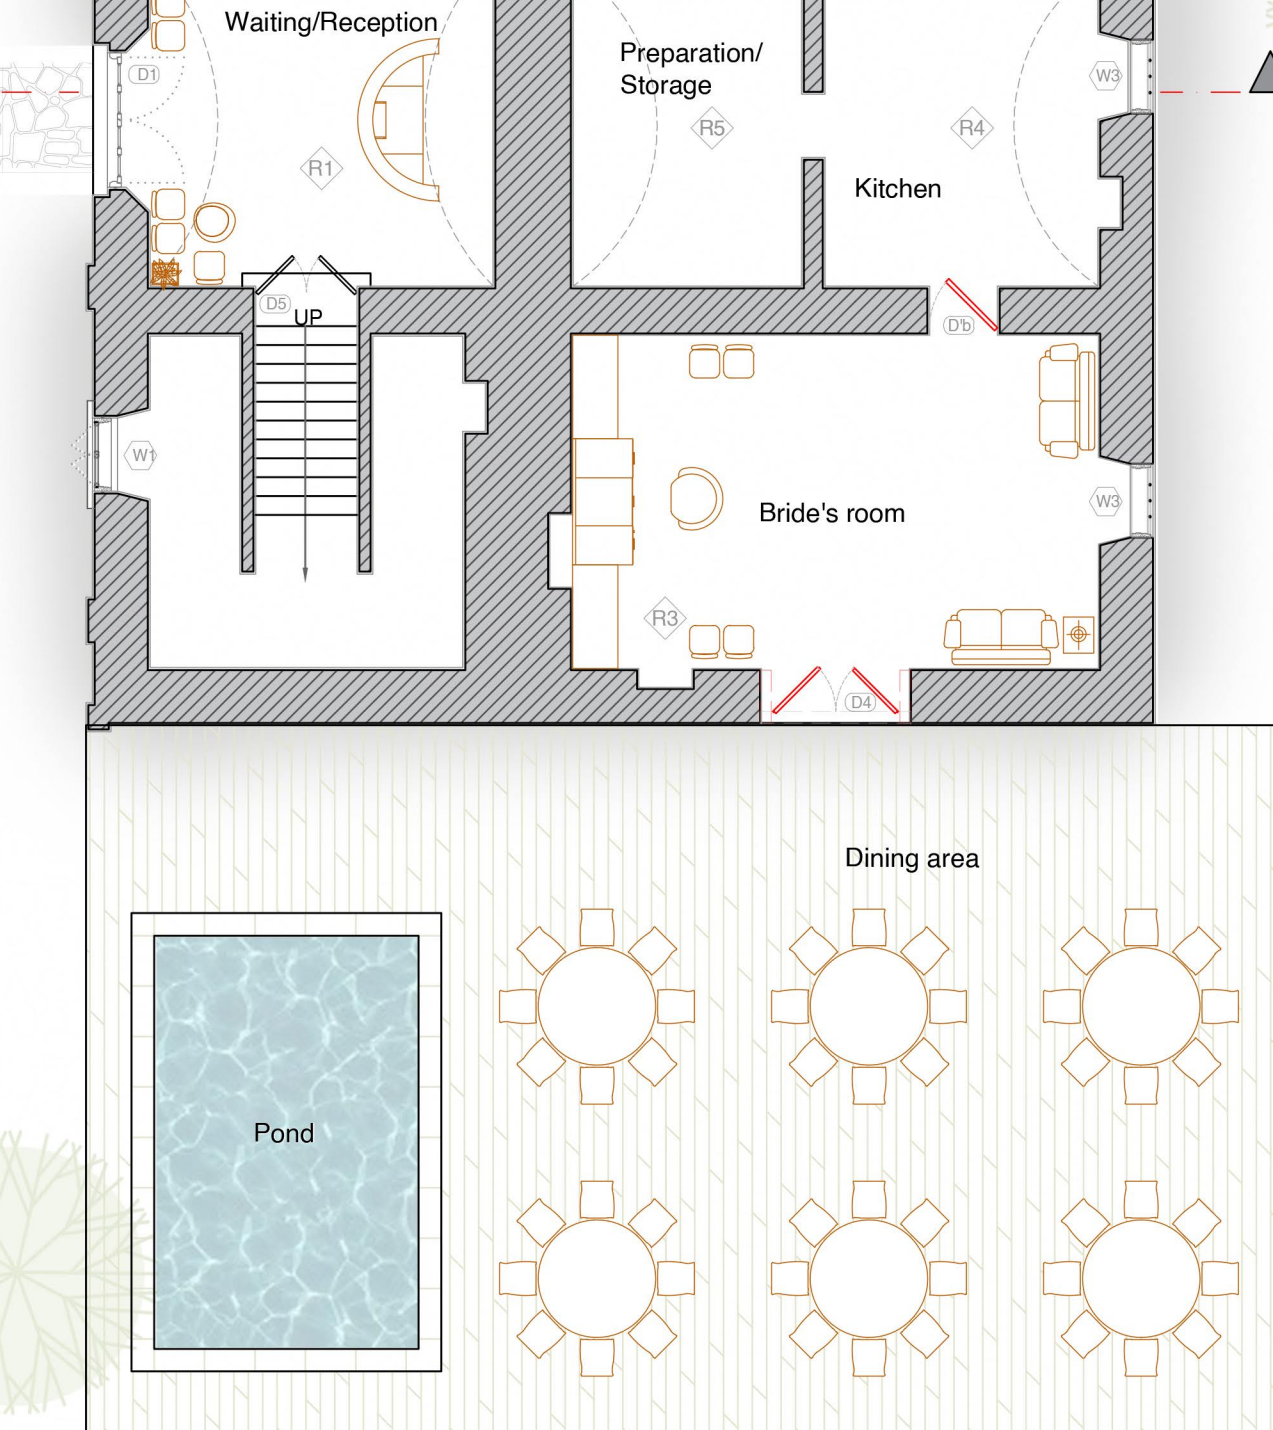 Waiting/Reception
Preparation/
Storage
D1
W3
R5
R4
R1
Kitchen
D5
UP
D'b
W1
Bride's room
W3
R3
D4
Dining area
Pond